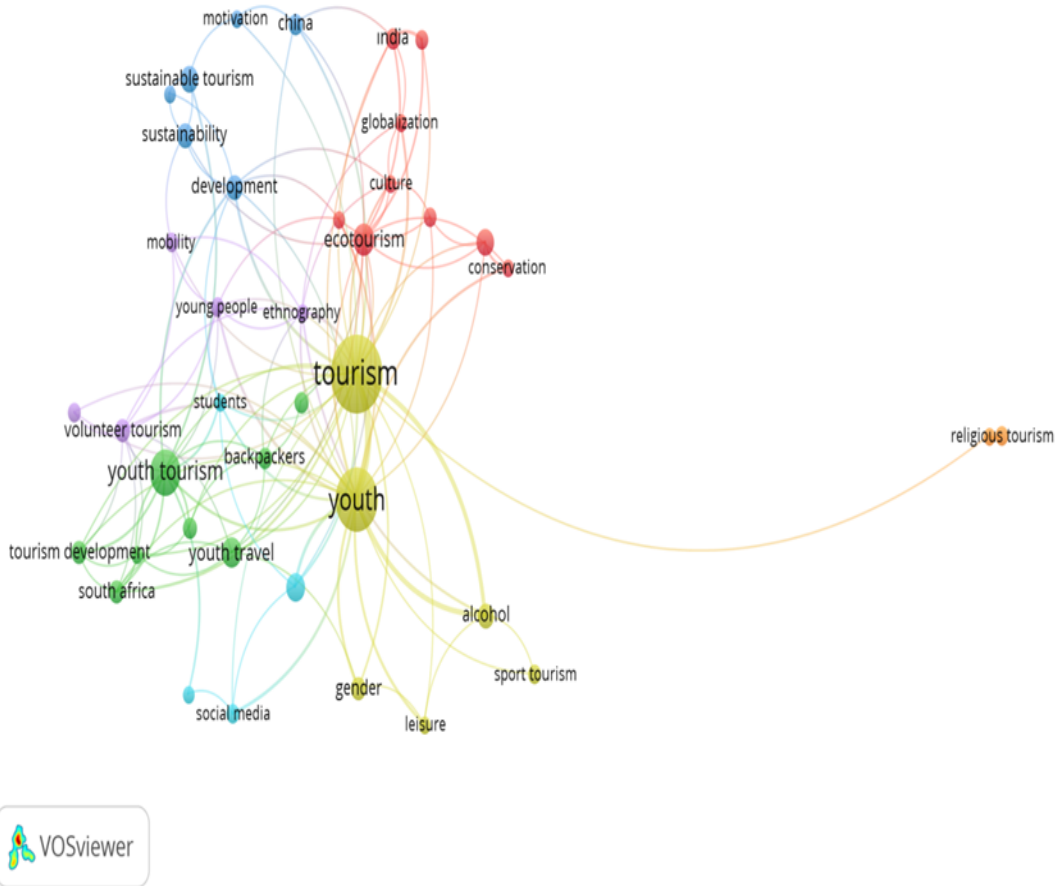 motivation
china
india
sustainable tourism
globalization
sustainability
development
culture
mobility
ecotourism
conservation
young people
ethnography
tourism
students
volunteer tourism
religious tourism
youth tourism
backpackers
youth
tourism development
youth travel
south africa
alcohol
sport tourism
gender
social media
leisure
VOSviewer